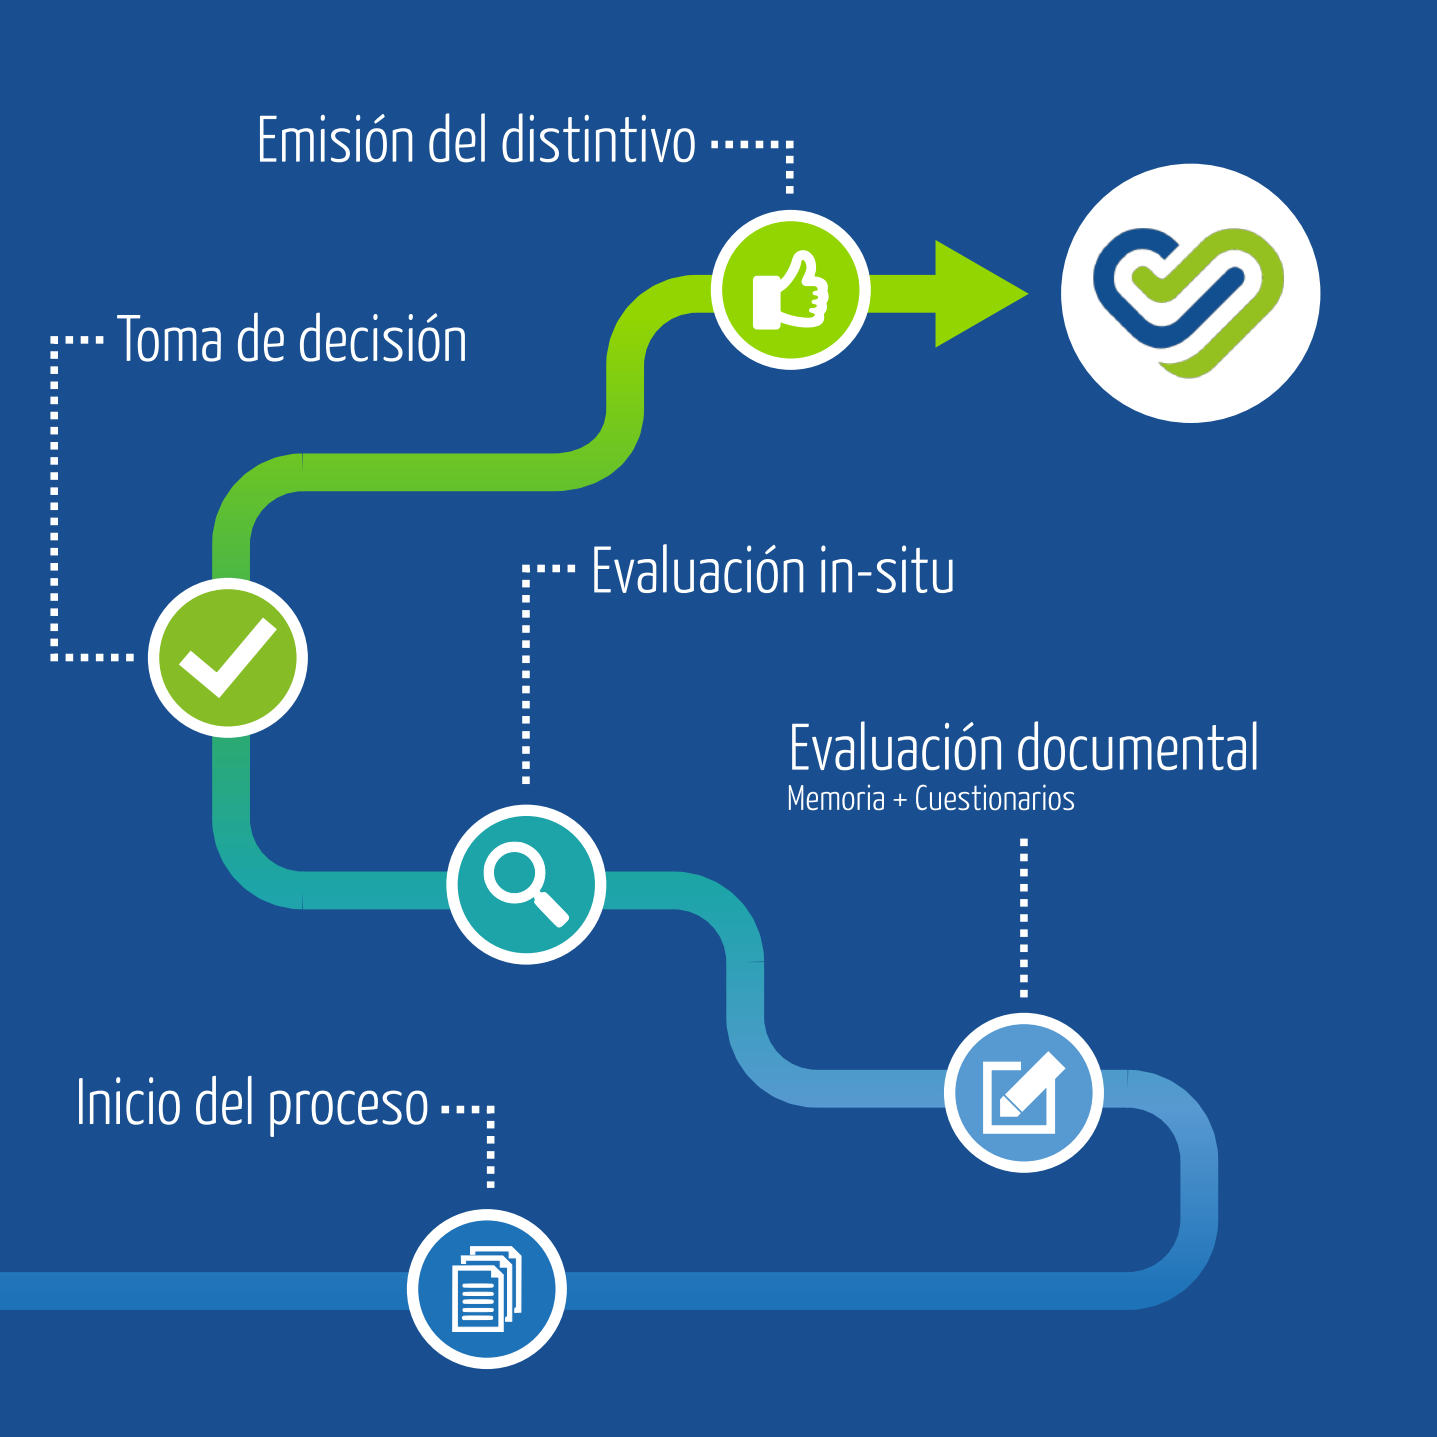 Emisión del distintivo
Toma de decisión
Evaluación in-situ
Evaluación documental
Memoria + Cuestionarios
Inicio del proceso